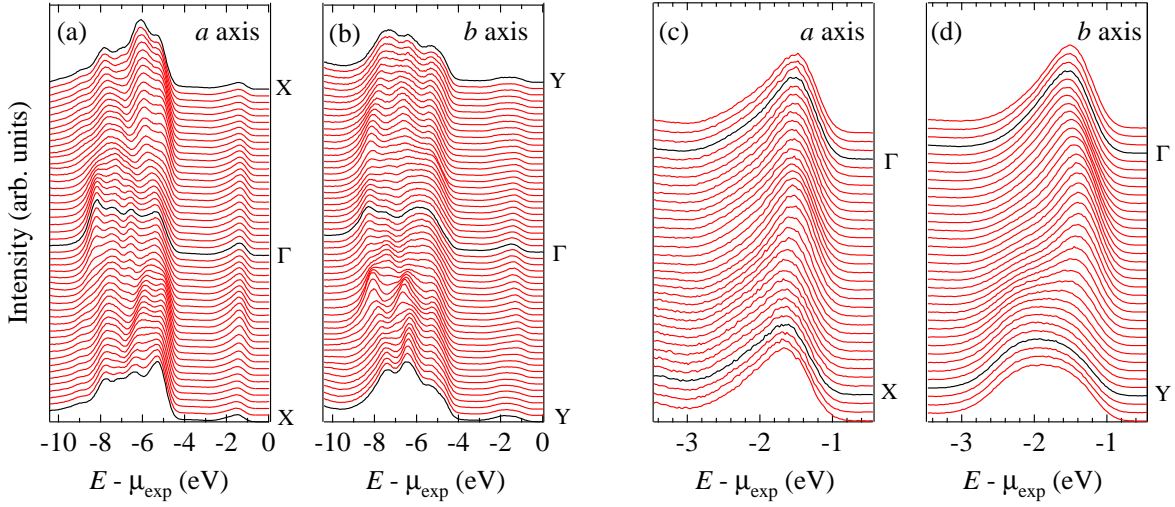 (a) a axis
X
Γ
X
-10 -8 -6 -4 -2 0
E - μexp (eV)
Intensity (arb. units)
(b) b axis
Y
Γ
Y
-10 -8 -6 -4 -2 0
E - μexp (eV)
(c) a axis
Γ
X
-3 -2 -1
E - μexp (eV)
(d) b axis
Γ
Y
-3 -2 -1
E - μexp (eV)